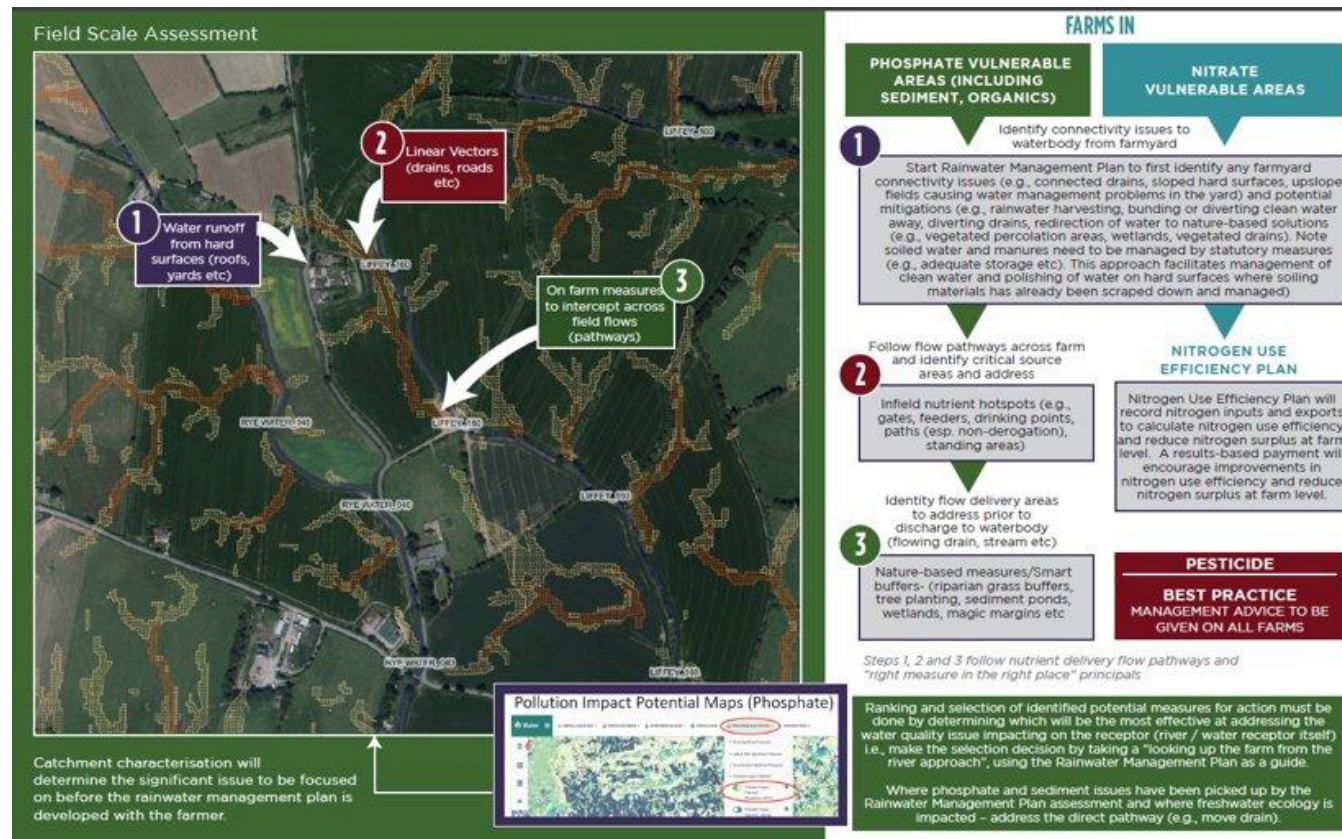 Field Scale Assessment
1
Water runoff
from hard
surfaces (roofs,
yards etc)
2
Linear Vectors
(drains, roads
etc)
3
On farm measures
to intercept across
field flows
(pathways)
LIFFEY_160
LIFFEY_160
LIFFEY_160
RYE WATER_040
RYE WATER_040
LIFFEY_160
Catchment characterisation will
determine the significant issue to be focused
on before the rainwater management plan is
developed with the farmer.
Pollution Impact Potential Maps (Phosphate)
Water
FARMS IN
PHOSPHATE VULNERABLE
AREAS (INCLUDING
SEDIMENT, ORGANICS)
NITRATE
VULNERABLE AREAS
Identify connectivity issues to
waterbody from farmyard
1
Start Rainwater Management Plan to first identify any farmyard
connectivity issues (e.g., connected drains, sloped hard surfaces, upslope
fields causing water management problems in the yard) and potential
mitigations (e.g., rainwater harvesting, bunding or diverting clean water
away, diverting drains, redirection of water to nature-based solutions
(e.g., vegetated percolation areas, wetlands, vegetated drains). Note
soiled water and manures need to be managed by statutory measures
(e.g., adequate storage etc). This approach facilitates management of
clean water and polishing of water on hard surfaces where soiling
materials has already been scraped down and managed)
Follow flow pathways across farm
and identify critical source
areas and address
2
Infield nutrient hotspots (e.g.,
gates, feeders, drinking points,
paths (esp. non-derogation),
standing areas)
Identify flow delivery areas
to address prior to
discharge to waterbody
(flowing drain, stream etc)
3
Nature-based measures/Smart
buffers- (riparian grass buffers,
tree planting, sediment ponds,
wetlands, magic margins etc
NITROGEN USE
EFFICIENCY PLAN
Nitrogen Use Efficiency Plan will
record nitrogen inputs and exports
to calculate nitrogen use efficiency
and reduce nitrogen surplus at farm
level. A results-based payment will
encourage improvements in
nitrogen use efficiency and reduce
nitrogen surplus at farm level.
PESTICIDE
BEST PRACTICE
MANAGEMENT ADVICE TO BE
GIVEN ON ALL FARMS
Steps 1, 2 and 3 follow nutrient delivery flow pathways and
"right measure in the right place" principals
Ranking and selection of identified potential measures for action must be
done by determining which will be the most effective at addressing the
water quality issue impacting on the receptor (river / water receptor itself)
i.e., make the selection decision by taking a "looking up the farm from the
river approach", using the Rainwater Management Plan as a guide.
Where phosphate and sediment issues have been picked up by the
Rainwater Management Plan assessment and where freshwater ecology is
impacted – address the direct pathway (e.g., move drain).